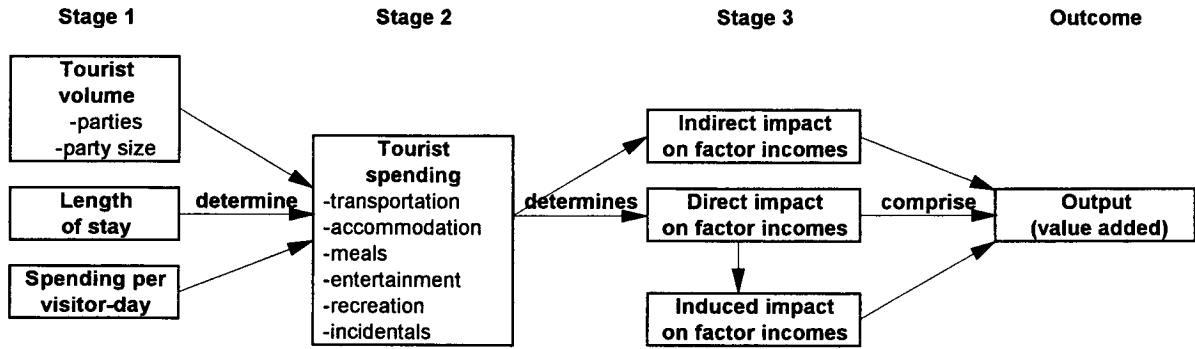 Stage 1
Stage 2
Stage 3
Outcome
Tourist
volume
-parties
-party size
Length
of stay
Spending per
visitor-day
determine
Tourist
spending
-transportation
-accommodation
-meals
-entertainment
-recreation
-incidentals
determines
Indirect impact
on factor incomes
Direct impact
on factor incomes
Induced impact
on factor incomes
comprise
Output
(value added)